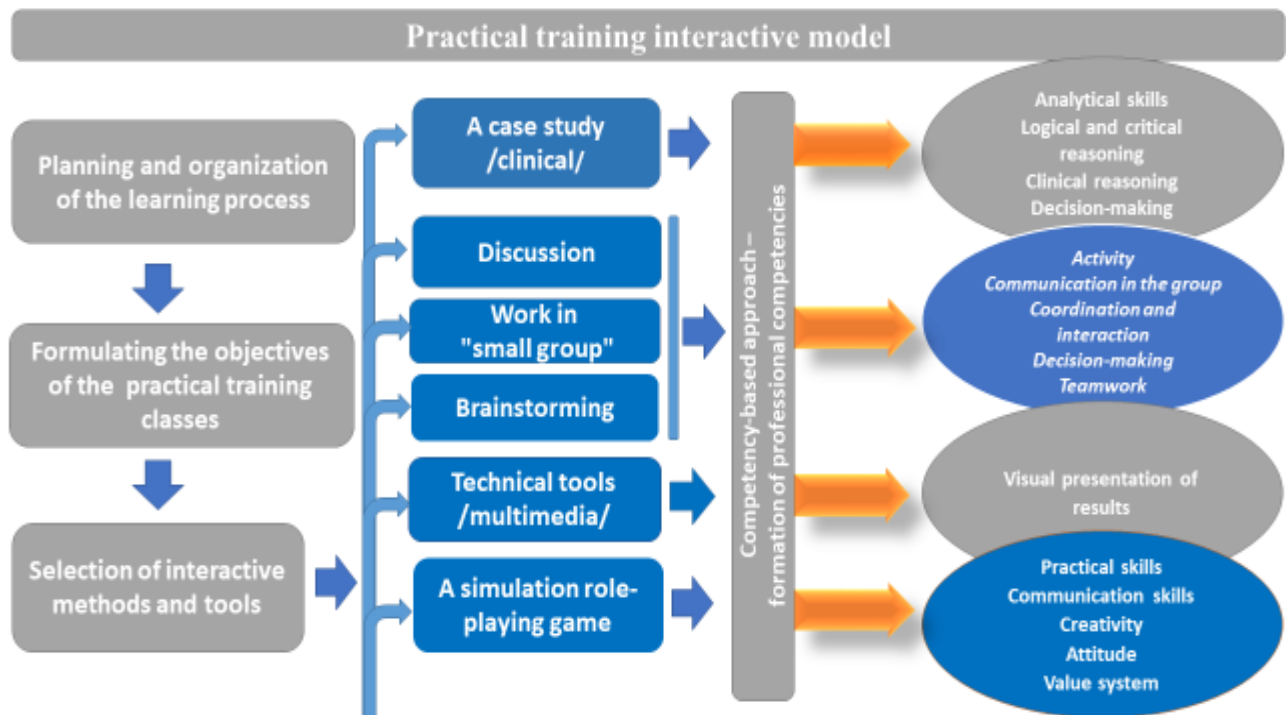 Practical training interactive model
Planning and organization
of the learning process
Formulating the objectives
of the practical training
classes
Selection of interactive
methods and tools
A case study
/clinical/
Discussion
Work in
"small group"
Brainstorming
Technical tools
/multimedia/
A simulation role-
playing game
Competency-based approach—
formation of professional competencies
Analytical skills
Logical and critical
reasoning
Clinical reasoning
Decision-making
Activity
Communication in the group
Coordination and
interaction
Decision-making
Teamwork
Visual presentation of
results
Practical skills
Communication skills
Creativity
Attitude
Value system